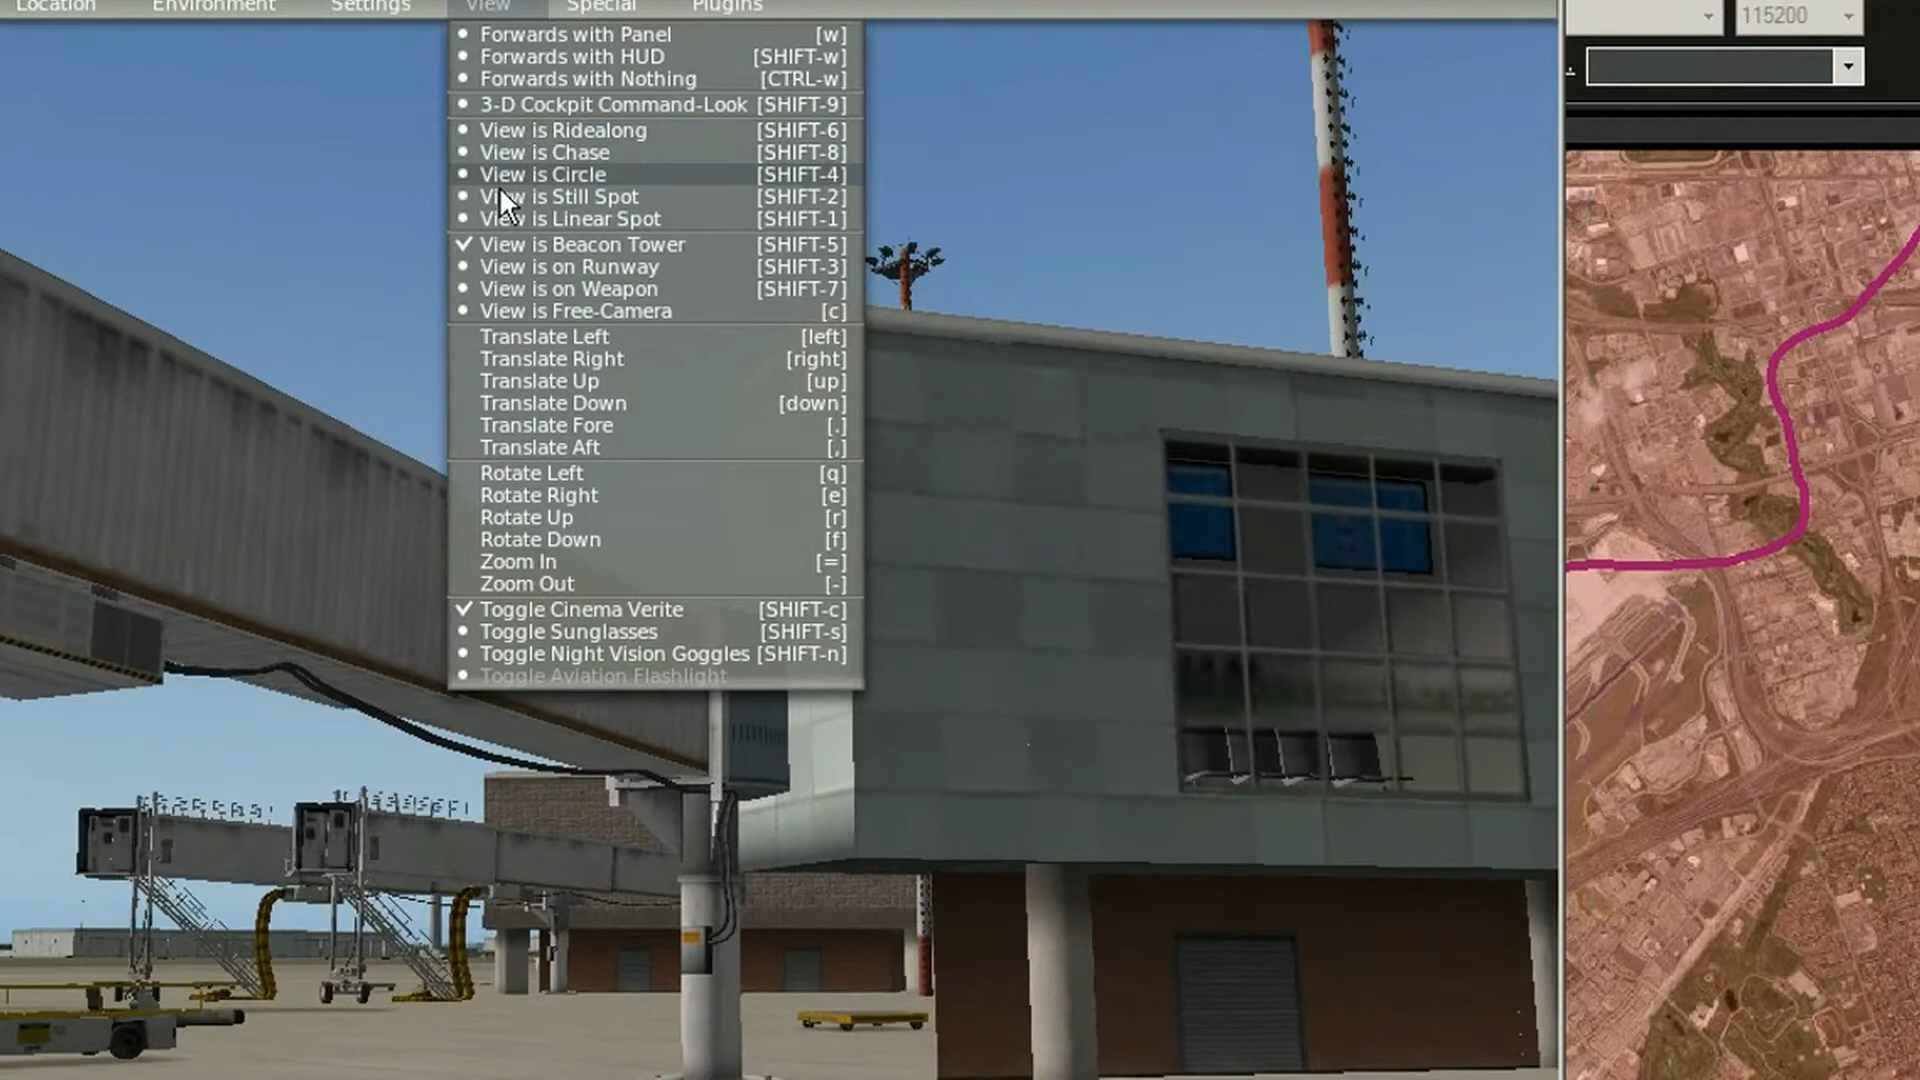 Location Environment Settings View Special Plugins
115200
Forwards with Panel [w]
Forwards with HUD [SHIFT-w]
Forwards with Nothing [CTRL-w]
3-D Cockpit Command-Look [SHIFT-9]
View is Ridealong [SHIFT-6]
View is Chase [SHIFT-8]
View is Circle [SHIFT-4]
View is Still Spot [SHIFT-2]
View is Linear Spot [SHIFT-1]
View is Beacon Tower [SHIFT-5]
View is on Runway [SHIFT-3]
View is on Weapon [SHIFT-7]
View is Free-Camera [c]
Translate Left [left]
Translate Right [right]
Translate Up [up]
Translate Down [down]
Translate Fore [.]
Translate Aft [,]
Rotate Left [q]
Rotate Right [e]
Rotate Up [r]
Rotate Down [f]
Zoom In [=]
Zoom Out [-]
Toggle Cinema Verite [SHIFT-c]
Toggle Sunglasses [SHIFT-s]
Toggle Night Vision Goggles [SHIFT-n]
Toggle Aviation Flashlight